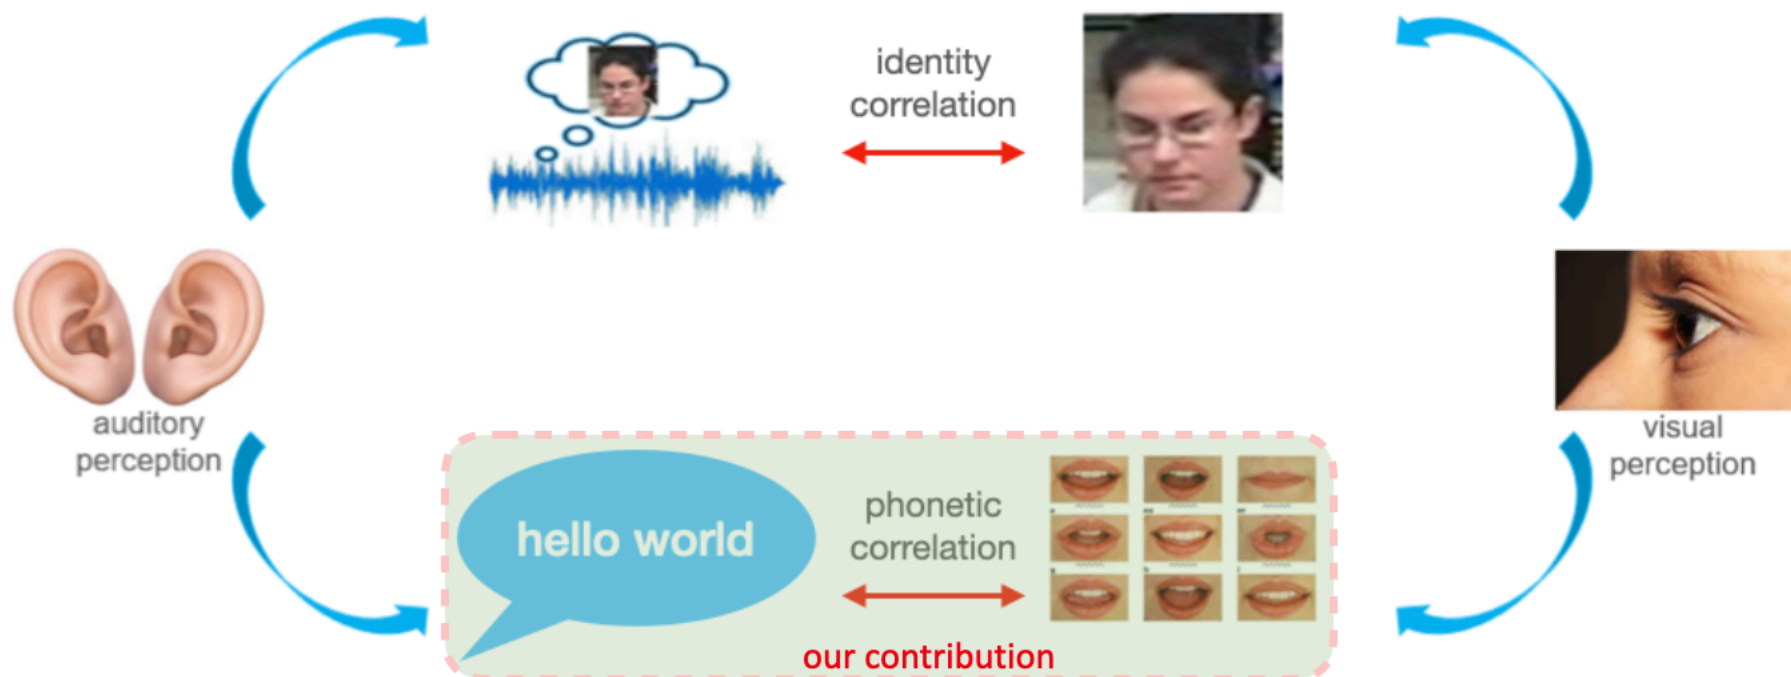 identity
correlation
auditory
perception
visual
perception
hello world
phonetic
correlation
our contribution